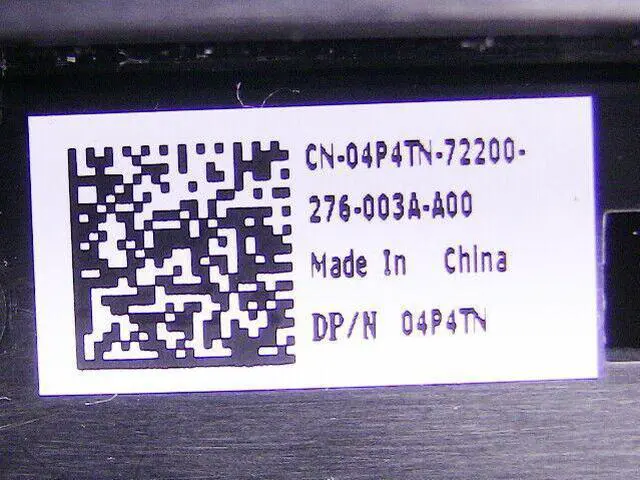 CN-04P4TN-72200-
276-003A-A00
Made In China
DP/N 04P4TN